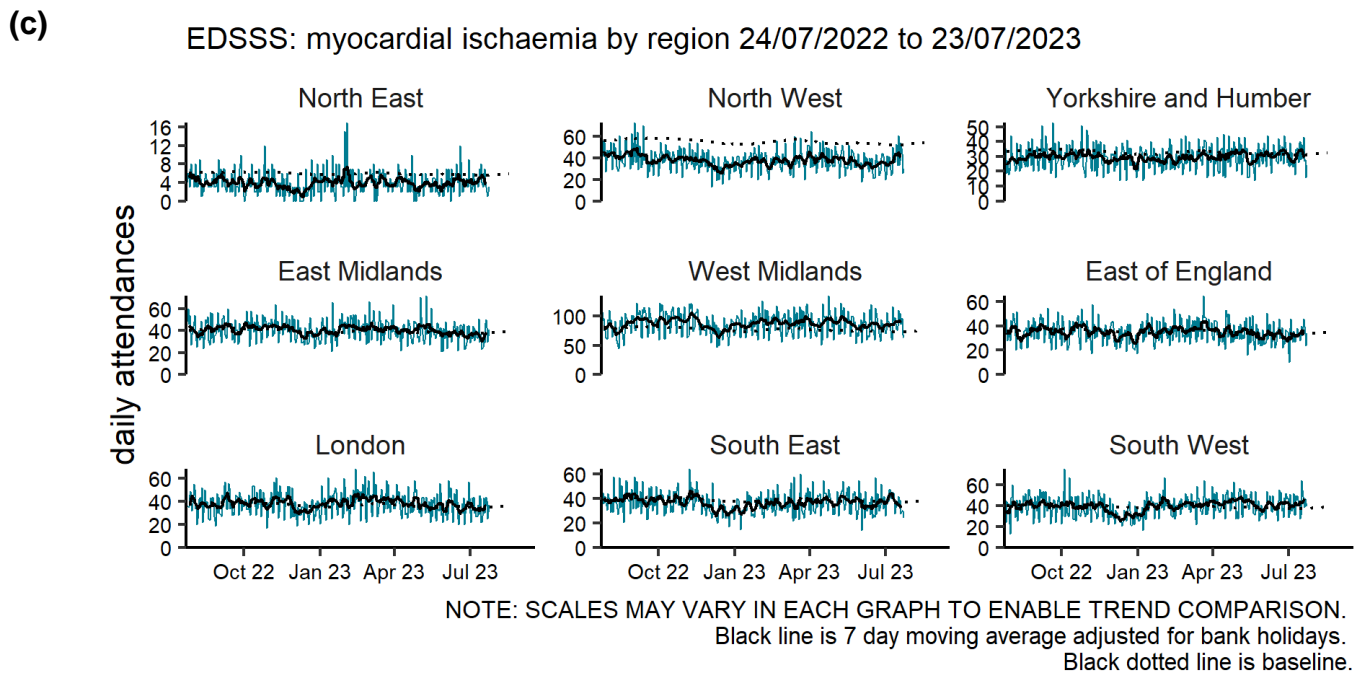 (c)
EDSSS: myocardial ischaemia by region 24/07/2022 to 23/07/2023
daily attendances
North East
16
12
8
4
0
North West
60
40
20
0
Yorkshire and Humber
50
40
30
20
10
0
East Midlands
60
40
20
0
West Midlands
100
50
0
East of England
60
40
20
0
London
60
40
20
0
Oct 22 Jan 23 Apr 23 Jul 23
South East
60
40
20
0
Oct 22 Jan 23 Apr 23 Jul 23
South West
60
40
20
0
Oct 22 Jan 23 Apr 23 Jul 23
NOTE: SCALES MAY VARY IN EACH GRAPH TO ENABLE TREND COMPARISON.
Black line is 7 day moving average adjusted for bank holidays.
Black dotted line is baseline.